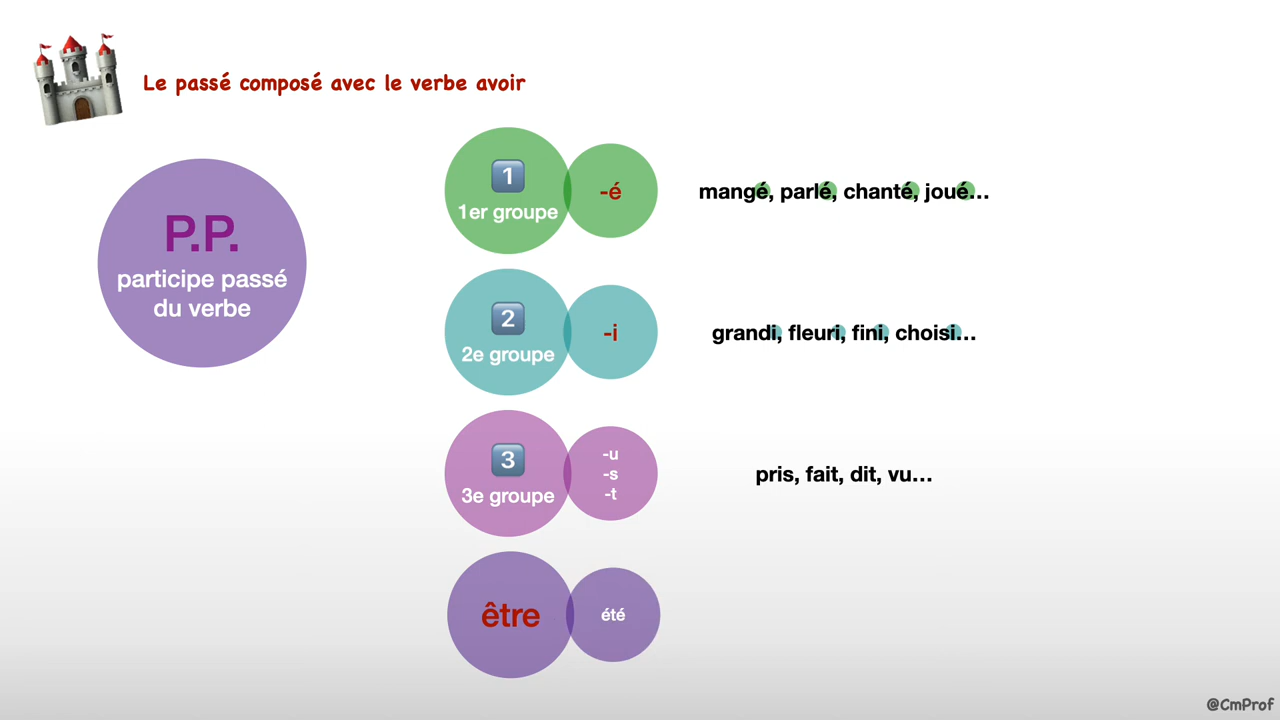 Le passé composé avec le verbe avoir
P.P.
participe passé
du verbe
1
1er groupe
-é
mangé, parlé, chanté, joué...
2
2e groupe
-i
grandi, fleuri, fini, choisi...
3
3e groupe
-u
-s
-t
pris, fait, dit, vu...
être
été
@CmProf